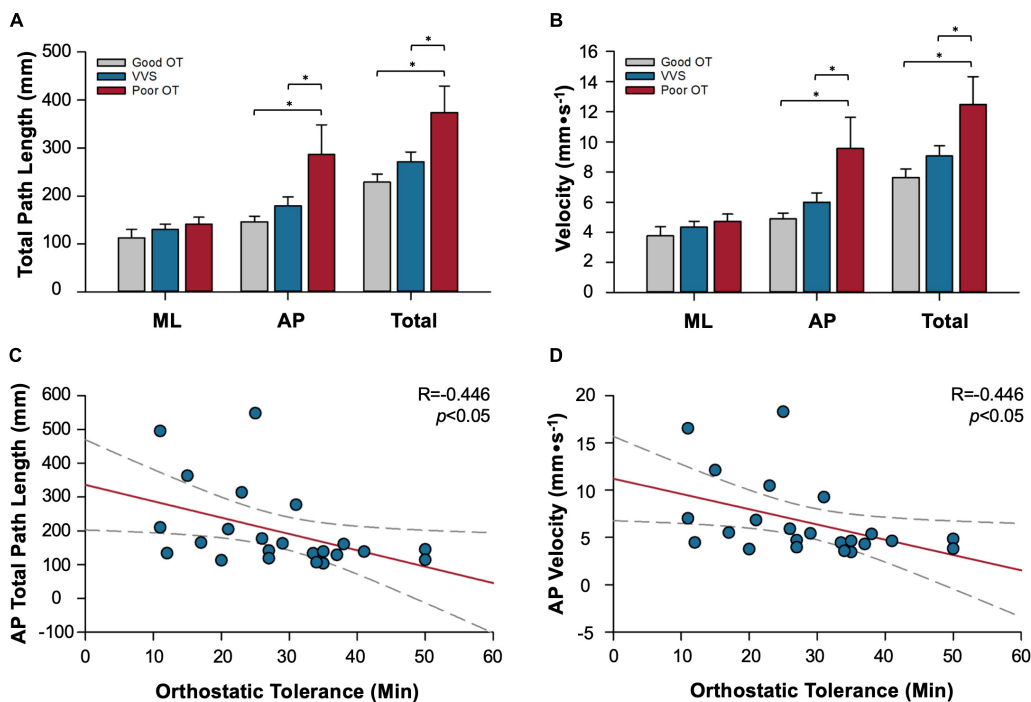 A
Total Path Length (mm)
500
400
300
200
100
0
Good OT
VVS
Poor OT
*
*
*
*
ML
AP
Total
B
Velocity (mm•s-1)
16
14
12
10
8
6
4
2
0
Good OT
VVS
Poor OT
*
*
*
*
ML
AP
Total
C
AP Total Path Length (mm)
600
500
400
300
200
100
0
-100
R=-0.446
p<0.05
0 10 20 30 40 50 60
Orthostatic Tolerance (Min)
D
AP Velocity (mm•s-1)
20
15
10
5
0
-5
R=-0.446
p<0.05
0 10 20 30 40 50 60
Orthostatic Tolerance (Min)